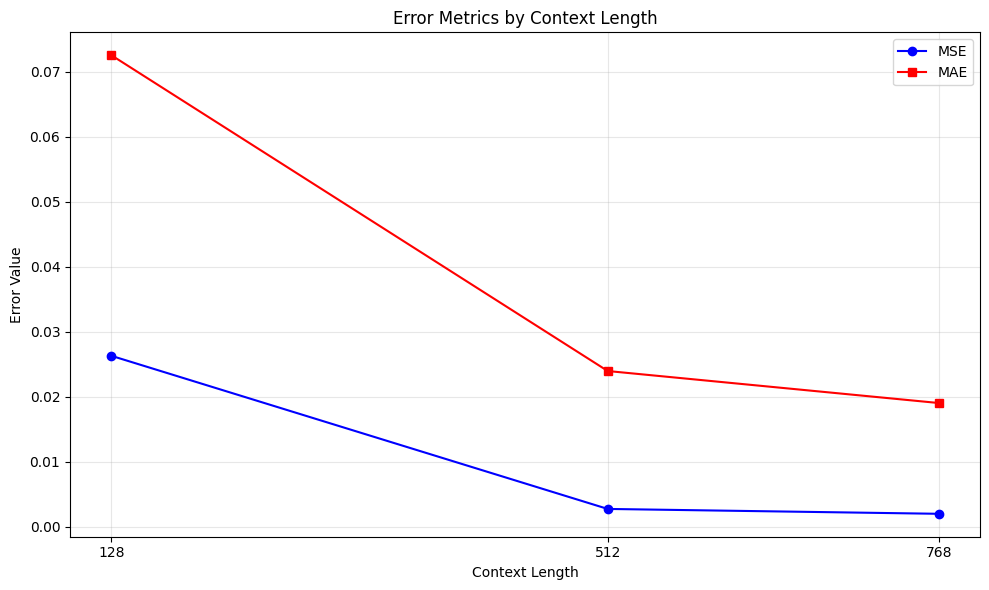 Error Metrics by Context Length
MSE
MAE
Error Value
0.07
0.06
0.05
0.04
0.03
0.02
0.01
0.00
128
512
768
Context Length